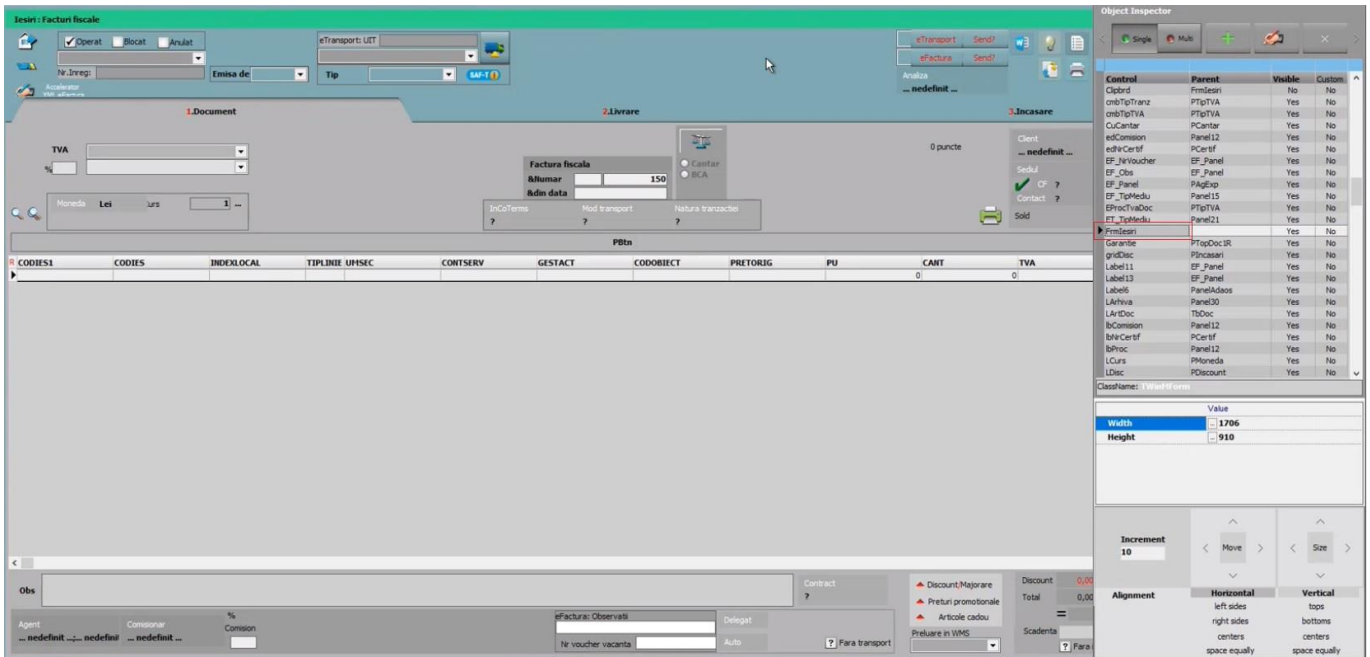 Iesiri : Facturi fiscale
Operat Blocat Anulat
eTransport: UIT
Nr.Inreg:
Emisa de
Tip
SAF-T
Accelerator
eTransport Send?
eFactura Send?
Analiza
... nedefinit ...
1.Document
2.Livrare
3.Incasare
TVA
%
Factura fiscala
&Numar 150
&din data
Cantar
BCA
0 puncte
Client
... nedefinit ...
Sediul
CF ?
Contact ?
Sold
Moneda Lei urs 1 ...
InCoTerms Mod transport Natura tranzactiei
? ? ?
PBtn
R CODIES1 CODIES INDEXLOCAL TIPLINIE UMSEC CONTSERV GESTACT CODOBIECT PRETORIG PU CANT TVA
0 0
Obs
Contract
?
Discount/Majorare
Preturi promotionale
Articole cadou
Preluare in WMS
Discount 0,00
Total 0,00
=
Scadenta
? Fara
Agent
... nedefinit ...;... nedefinit
Comisionar
... nedefinit ...
%
Comision
eFactura: Observatii
Nr voucher vacanta
Delegat
Auto
? Fara transport
Object Inspector
Single Multi
Control Parent Visible Custom
Clipbrd FrmIesiri No No
cmbTipTranz PTipTVA Yes No
cmbTipTVA PTipTVA Yes No
CuCantar PCantar Yes No
edComision Panel12 Yes No
edNrCertif PCertif Yes No
EF_NrVoucher EF_Panel Yes No
EF_Obs EF_Panel Yes No
EF_Panel PAgExp Yes No
EF_TipMediu Panel15 Yes No
EProcTvaDoc PTipTVA Yes No
ET_TipMediu Panel21 Yes No
FrmIesiri Yes No
Garantie PTopDoc1R Yes No
gridDisc PIncasari Yes No
Label11 EF_Panel Yes No
Label13 EF_Panel Yes No
Label6 PanelAdaos Yes No
LArhiva Panel30 Yes No
LArtDoc TbDoc Yes No
lbComision Panel12 Yes No
lbNrCertif PCertif Yes No
lbProc Panel12 Yes No
LCurs PMoneda Yes No
LDisc PDiscount Yes No
ClassName: TWinMForm
Value
Width ... 1706
Height ... 910
Increment
10
Move
Size
Alignment
Horizontal Vertical
left sides tops
right sides bottoms
centers centers
space equally space equally